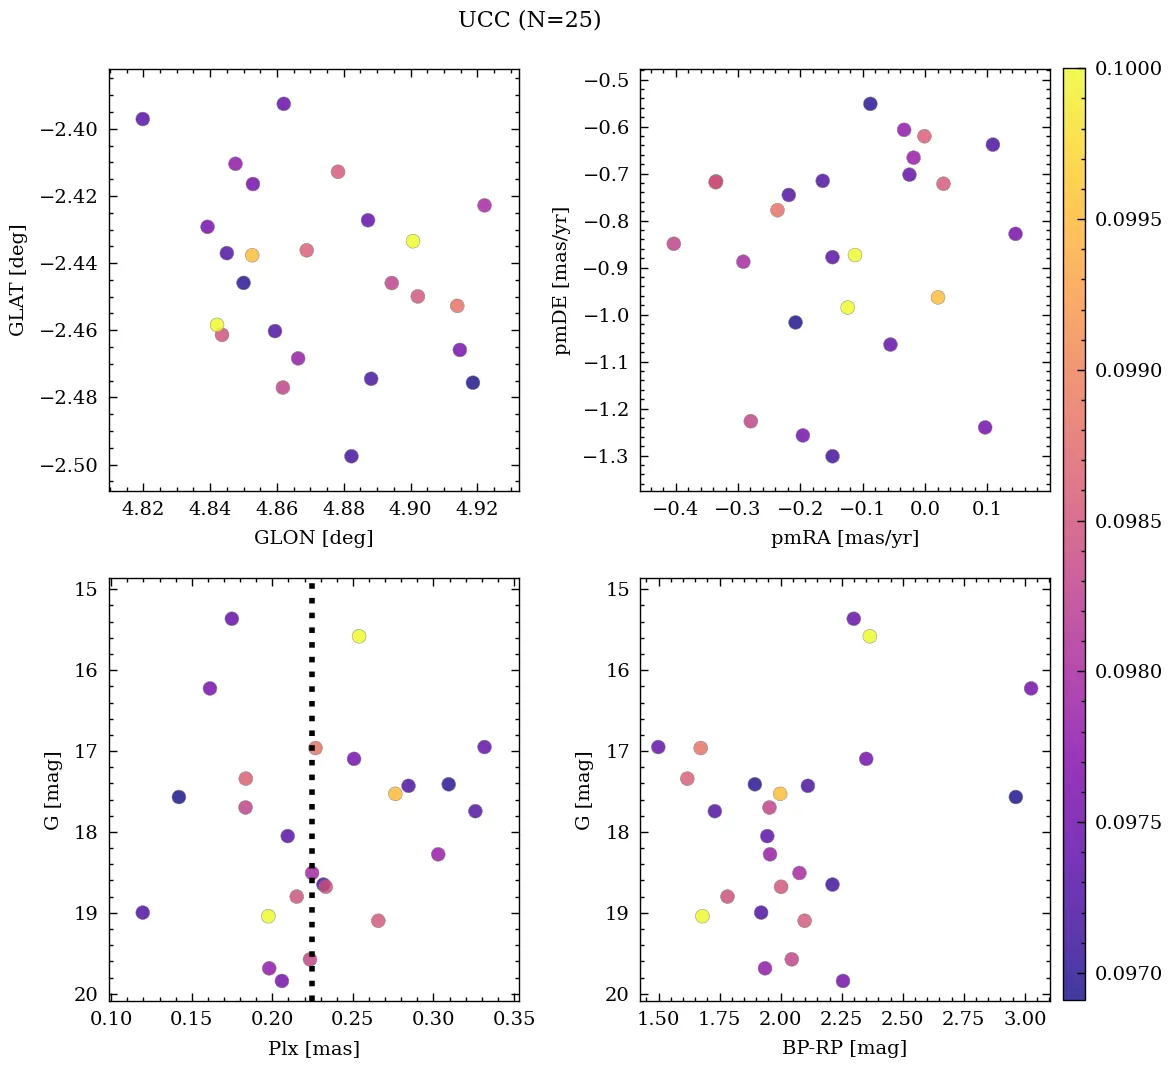 UCC (N=25)
−2.40
−2.42
−2.44
−2.46
−2.48
−2.50
GLAT [deg]
4.82 4.84 4.86 4.88 4.90 4.92
GLON [deg]
−0.5
−0.6
−0.7
−0.8
−0.9
−1.0
−1.1
−1.2
−1.3
pmDE [mas/yr]
−0.4 −0.3 −0.2 −0.1 0.0 0.1
pmRA [mas/yr]
15
16
17
18
19
20
G [mag]
0.10 0.15 0.20 0.25 0.30 0.35
Plx [mas]
15
16
17
18
19
20
G [mag]
1.50 1.75 2.00 2.25 2.50 2.75 3.00
BP-RP [mag]
0.1000
0.0995
0.0990
0.0985
0.0980
0.0975
0.0970